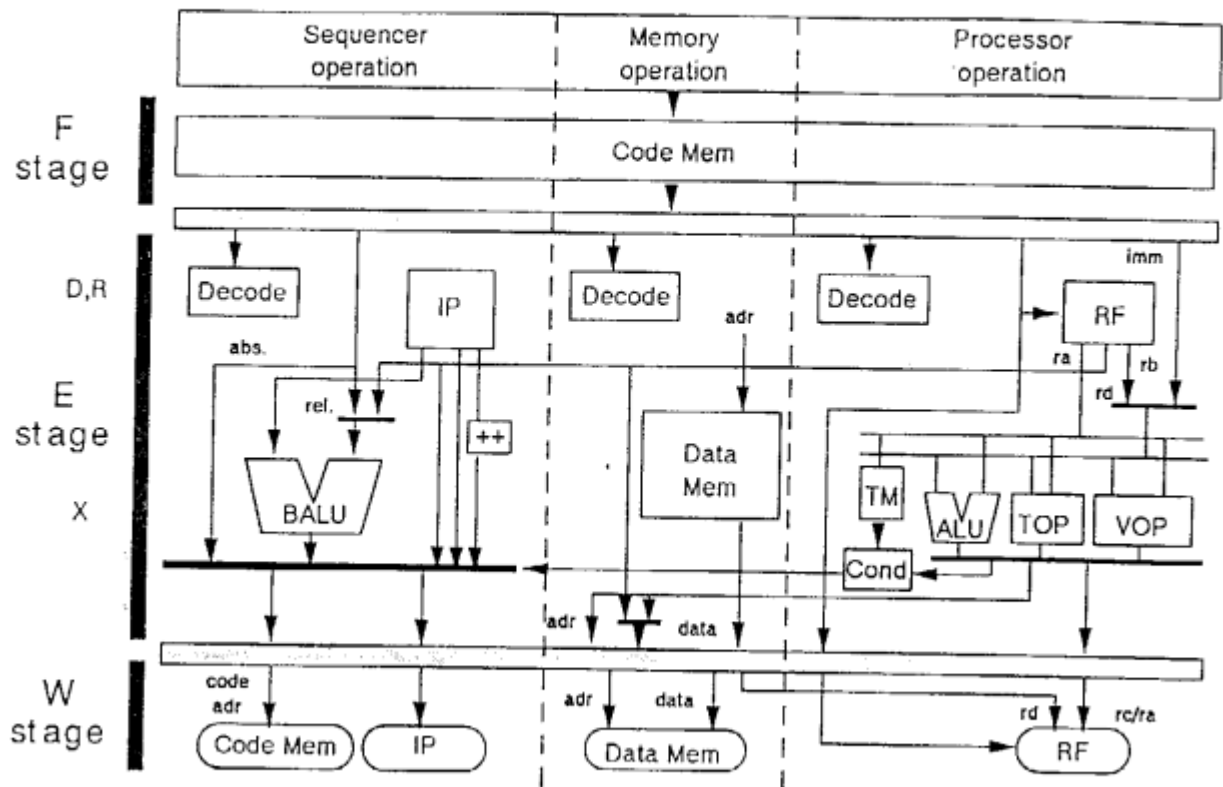 Sequencer
operation
Memory
operation
Processor
operation
F
stage
Code Mem
D,R
Decode
IP
Decode
Decode
imm
RF
adr
abs.
ra
rb
rd
E
stage
rel.
++
Data
Mem
X
BALU
TM
ALU
TOP
VOP
Cond
adr
data
W
stage
code
adr
adr
data
rd
rc/ra
Code Mem
IP
Data Mem
RF